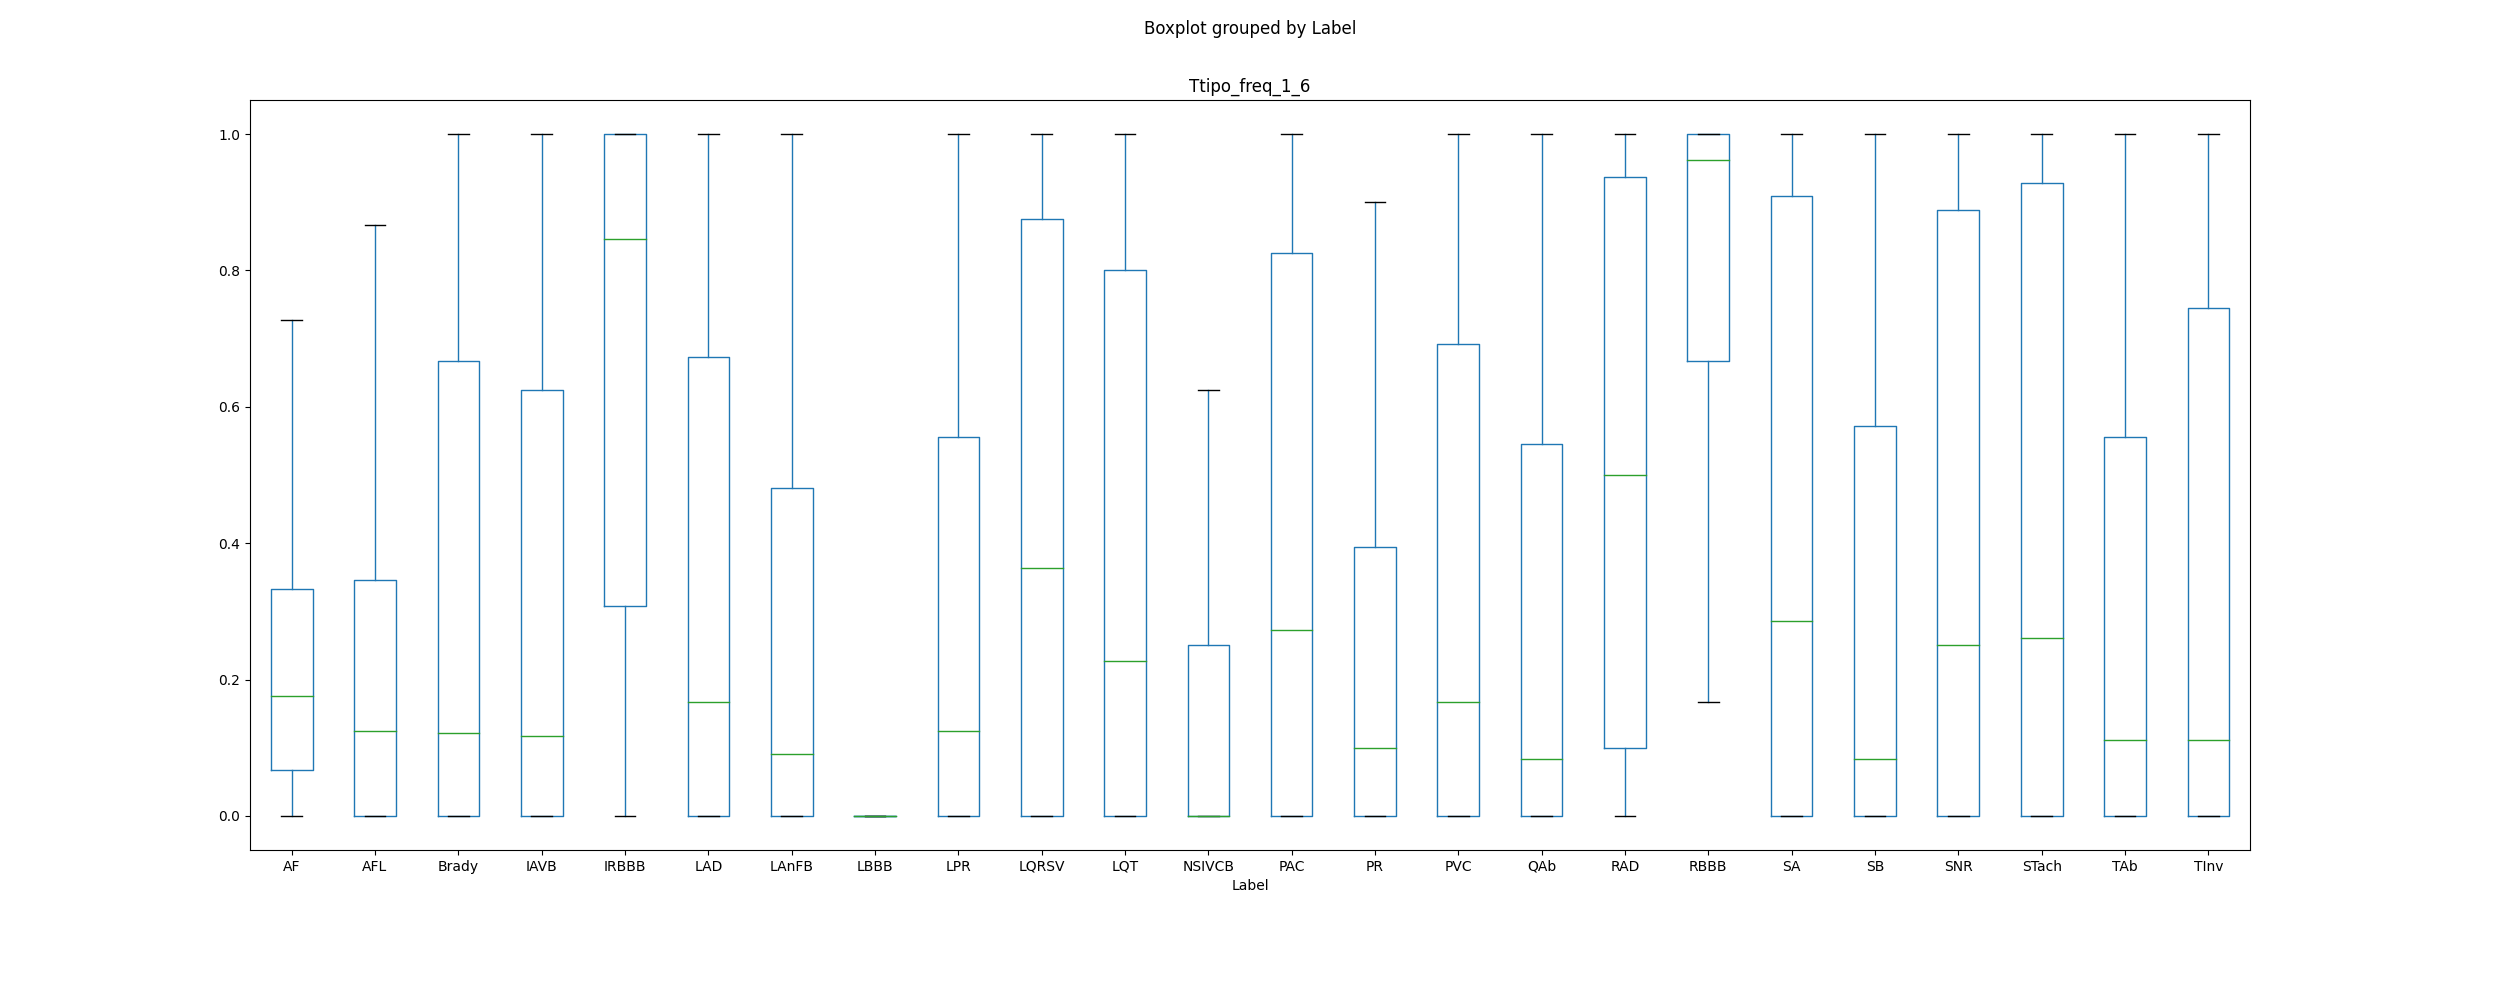 Boxplot grouped by Label
Ttipo_freq_1_6
1.0
0.8
0.6
0.4
0.2
0.0
AF AFL Brady IAVB IRBBB LAD LAnFB LBBB LPR LQRSV LQT NSIVCB PAC PR PVC QAb RAD RBBB SA SB SNR STach TAb TInv
Label